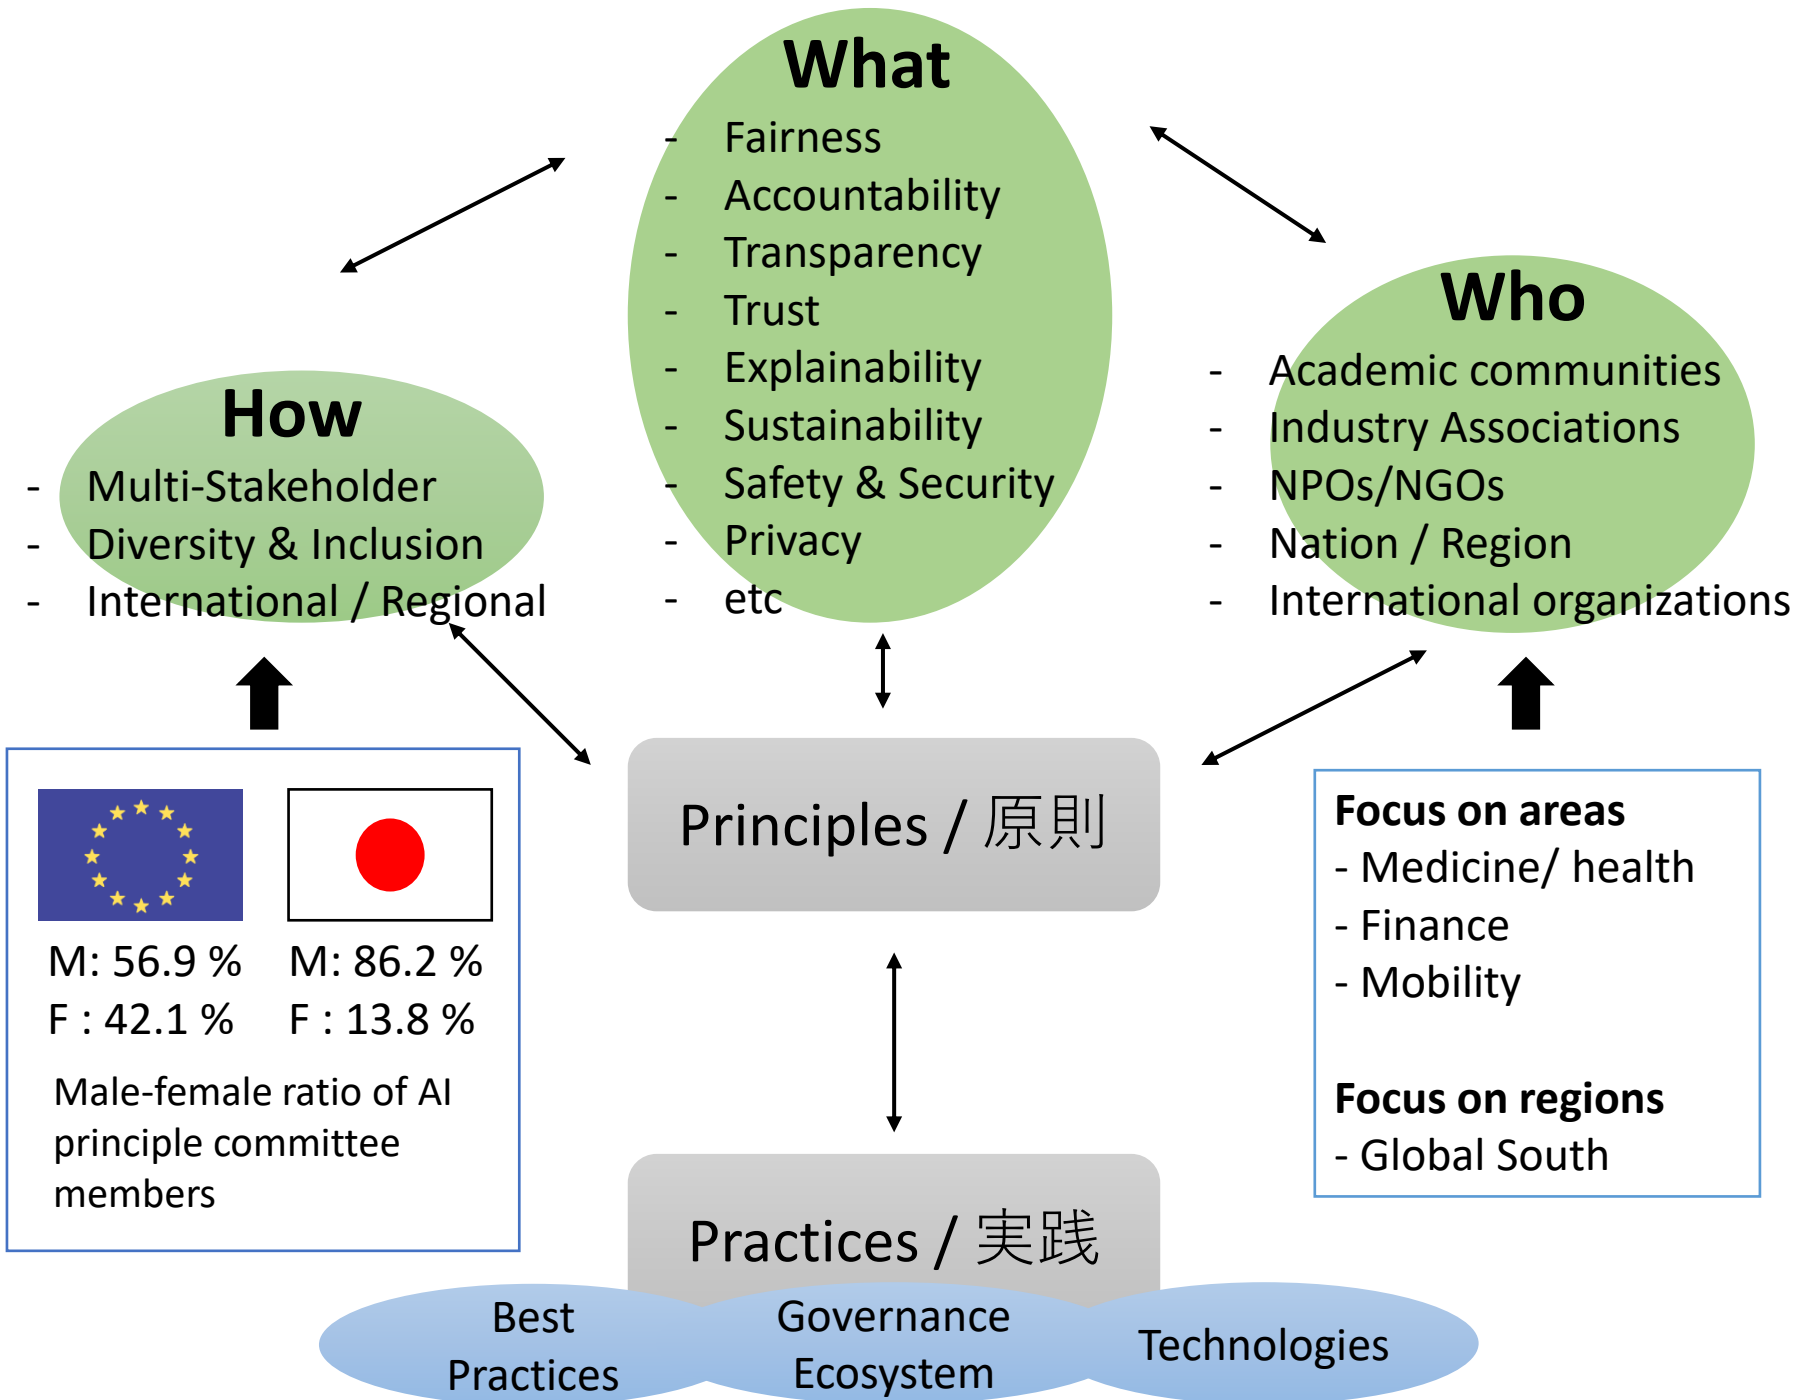 What
- Fairness
- Accountability
- Transparency
- Trust
- Explainability
- Sustainability
- Safety & Security
- Privacy
- etc
How
- Multi-Stakeholder
- Diversity & Inclusion
- International / Regional
Who
- Academic communities
- Industry Associations
- NPOs/NGOs
- Nation / Region
- International organizations
M: 56.9 %
F : 42.1 %
M: 86.2 %
F : 13.8 %
Male-female ratio of AI
principle committee
members
Principles / 原則
Focus on areas
- Medicine/ health
- Finance
- Mobility
Focus on regions
- Global South
Practices / 実践
Best
Practices
Governance
Ecosystem
Technologies